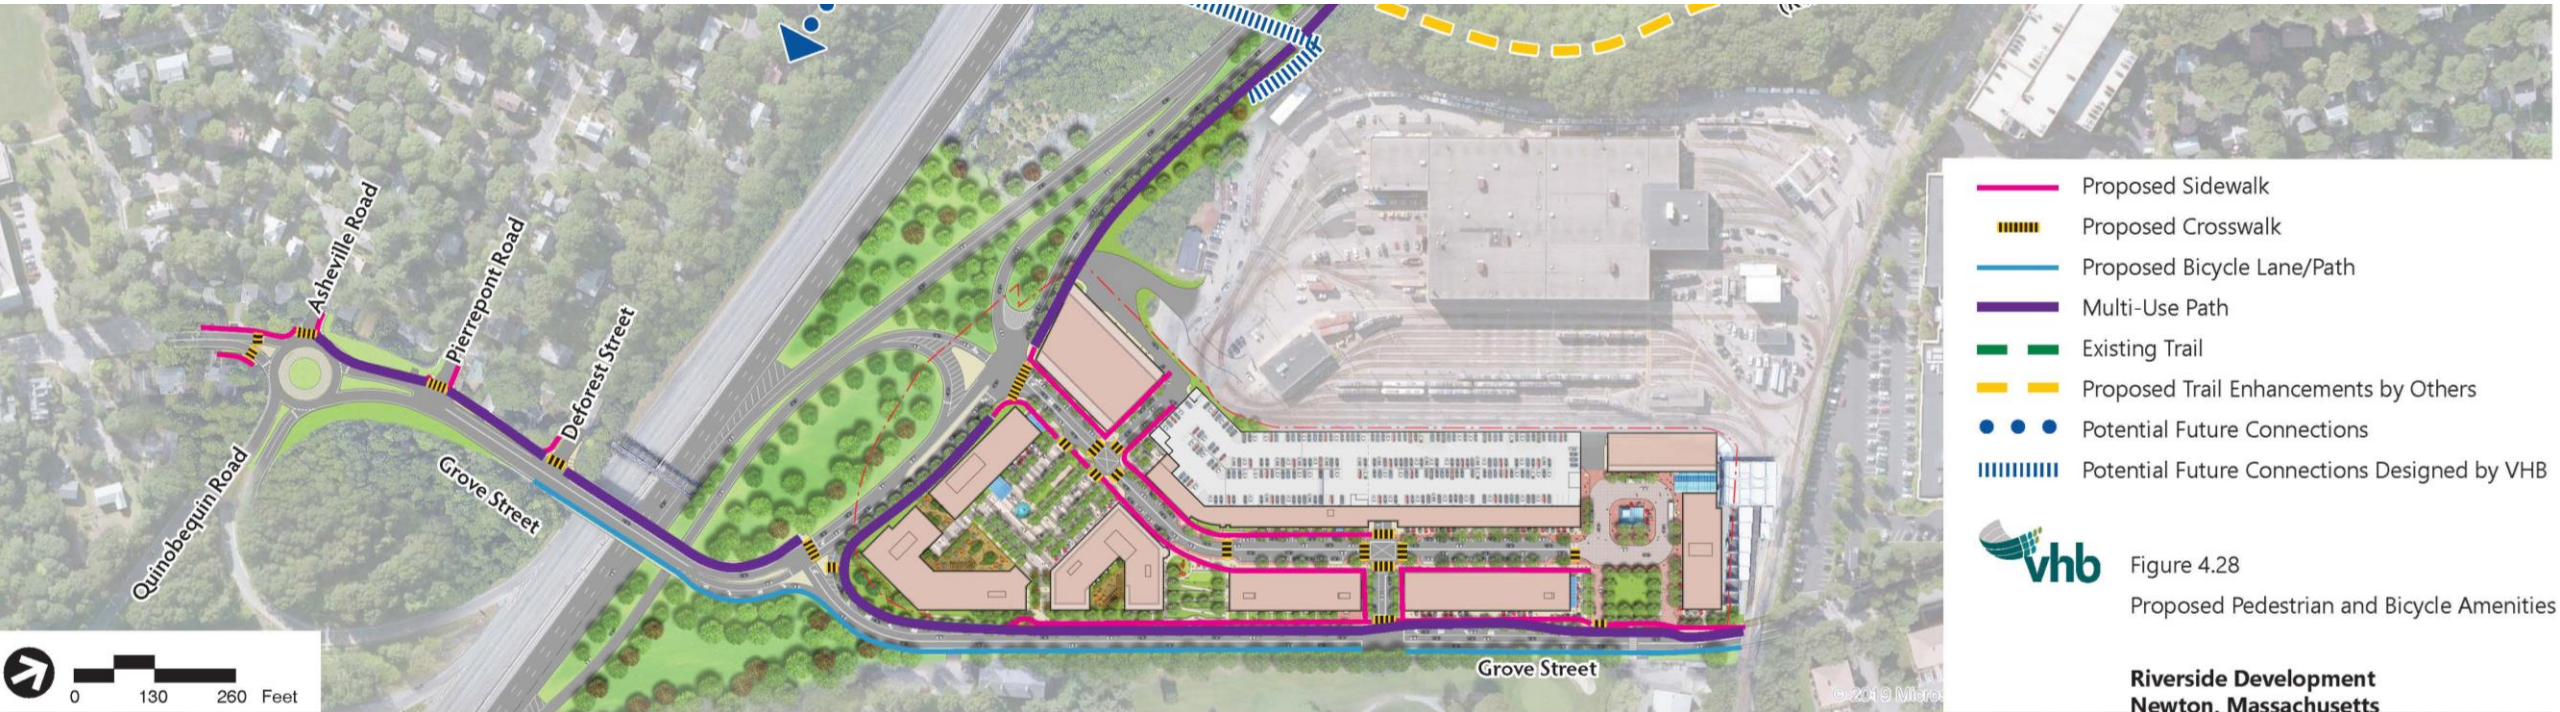 Asheville Road
Pierrepont Road
Deforest Street
Quinobequin Road
Grove Street
Grove Street
0 130 260 Feet
Proposed Sidewalk
Proposed Crosswalk
Proposed Bicycle Lane/Path
Multi-Use Path
Existing Trail
Proposed Trail Enhancements by Others
Potential Future Connections
Potential Future Connections Designed by VHB
vhb
Figure 4.28
Proposed Pedestrian and Bicycle Amenities
Riverside Development
Newton, Massachusetts
© 2019